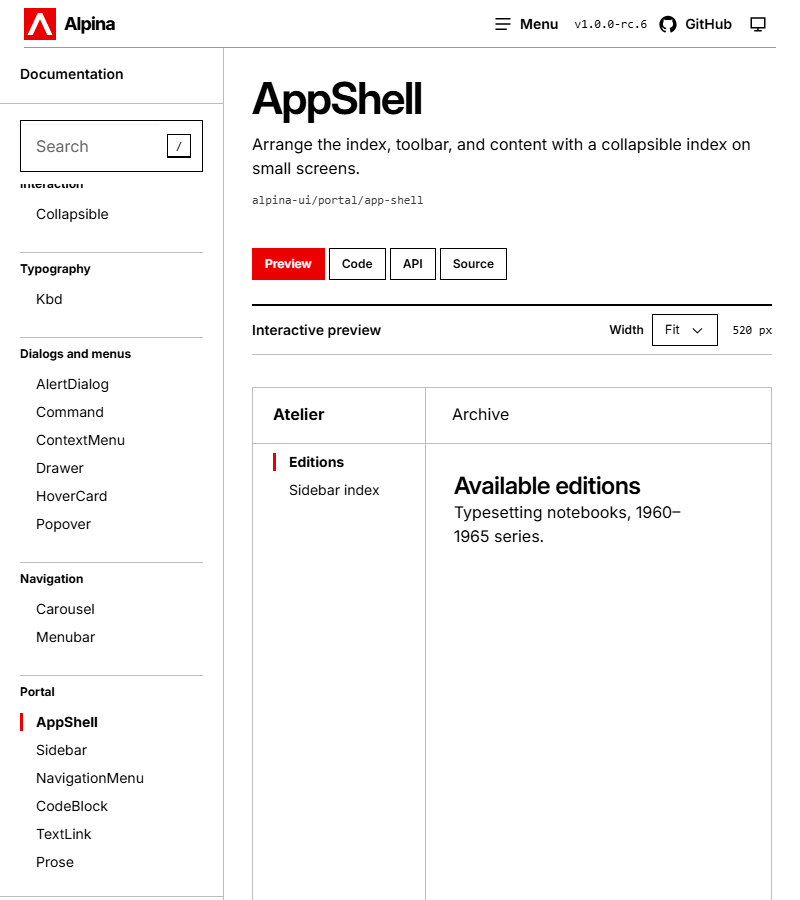 Alpina
Menu
v1.0.0-rc.6
GitHub
Documentation
Search
/
Interaction
Collapsible
Typography
Kbd
Dialogs and menus
AlertDialog
Command
ContextMenu
Drawer
HoverCard
Popover
Navigation
Carousel
Menubar
Portal
AppShell
Sidebar
NavigationMenu
CodeBlock
TextLink
Prose
AppShell
Arrange the index, toolbar, and content with a collapsible index on
small screens.
alpina-ui/portal/app-shell
Preview
Code
API
Source
Interactive preview
Width
Fit
520 px
Atelier
Archive
Editions
Sidebar index
Available editions
Typesetting notebooks, 1960–
1965 series.